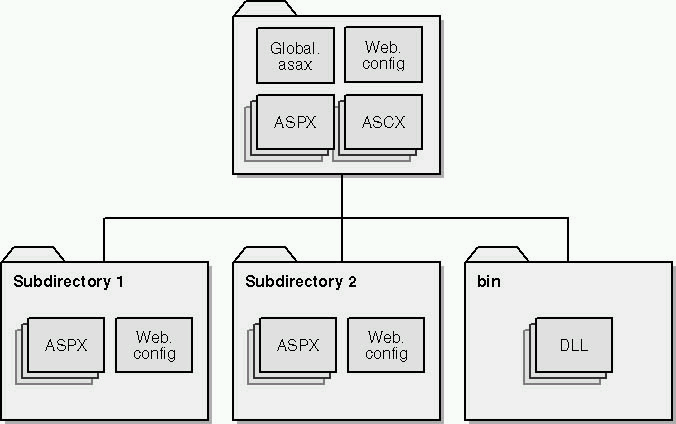 Global.
asax
Web.
config
ASPX
ASCX
Subdirectory 1
ASPX
Web.
config
Subdirectory 2
ASPX
Web.
config
bin
DLL